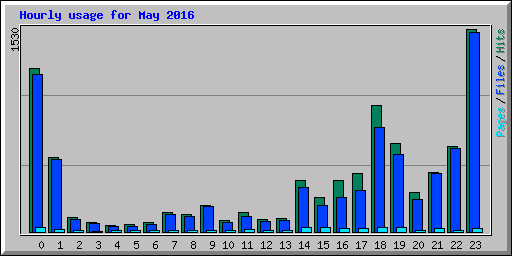 Hourly usage for May 2016
1530
Pages/Files/Hits
0 1 2 3 4 5 6 7 8 9 10 11 12 13 14 15 16 17 18 19 20 21 22 23